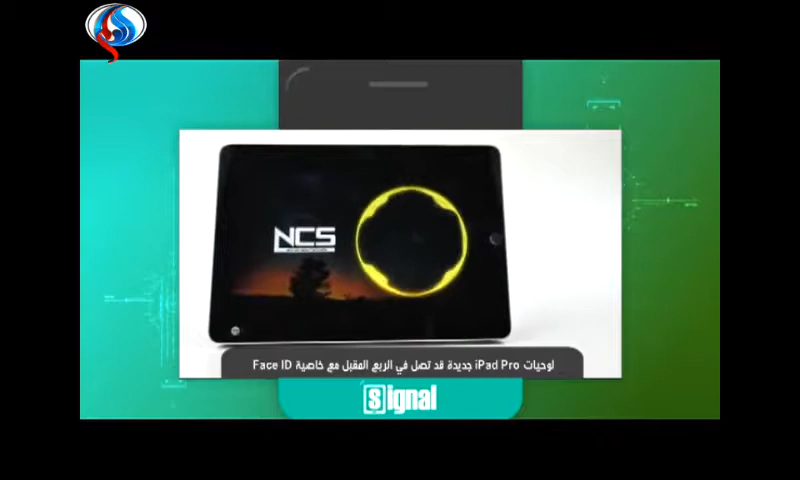 NCS
لوحيات iPad Pro جديدة قد تصل في الربع المقبل مع خاصية Face ID
signal